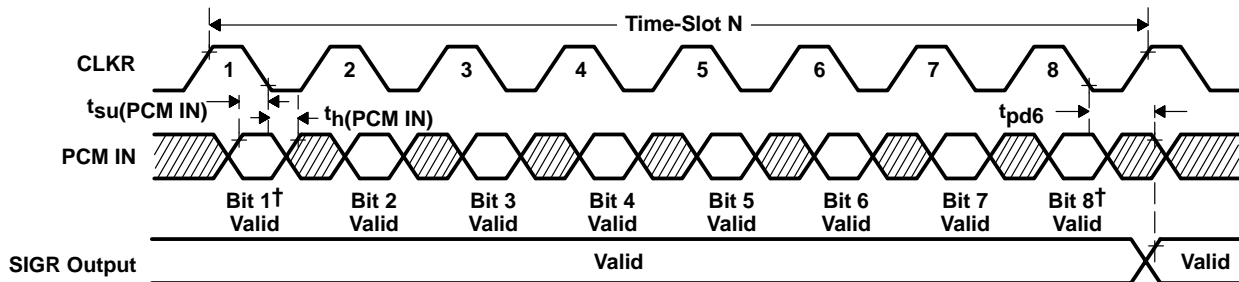 Time-Slot N
CLKR
1 2 3 4 5 6 7 8
tsu(PCM IN)
th(PCM IN)
tpd6
PCM IN
Bit 1† Bit 2 Bit 3 Bit 4 Bit 5 Bit 6 Bit 7 Bit 8†
Valid Valid Valid Valid Valid Valid Valid Valid
SIGR Output
Valid
Valid